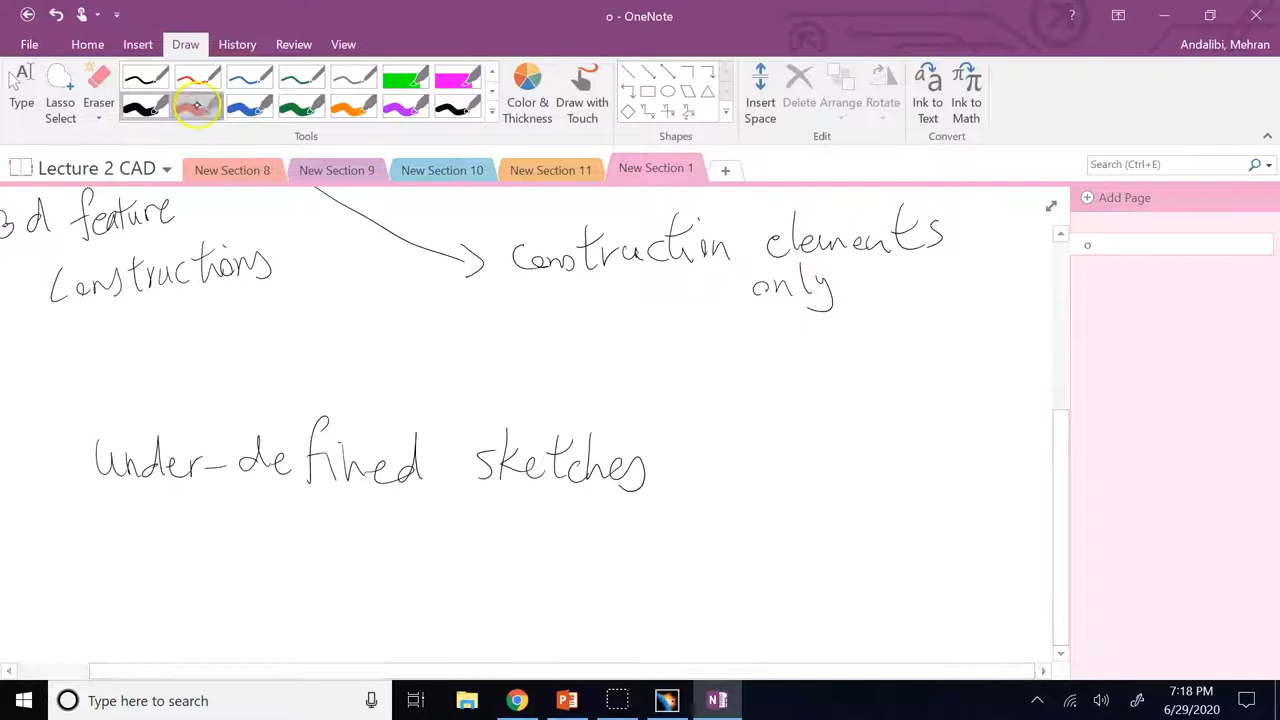 o - OneNote
?
File
Home
Insert
Draw
History
Review
View
Andalibi, Mehran
Type
Lasso Select
Eraser
Color & Thickness
Draw with Touch
Insert Space
Delete
Arrange
Rotate
Ink to Text
Ink to Math
Tools
Shapes
Edit
Convert
Lecture 2 CAD
New Section 8
New Section 9
New Section 10
New Section 11
New Section 1
Search (Ctrl+E)
Add Page
o
3d feature
constructions
construction elements
only
under-defined sketches
Type here to search
7:18 PM
6/29/2020